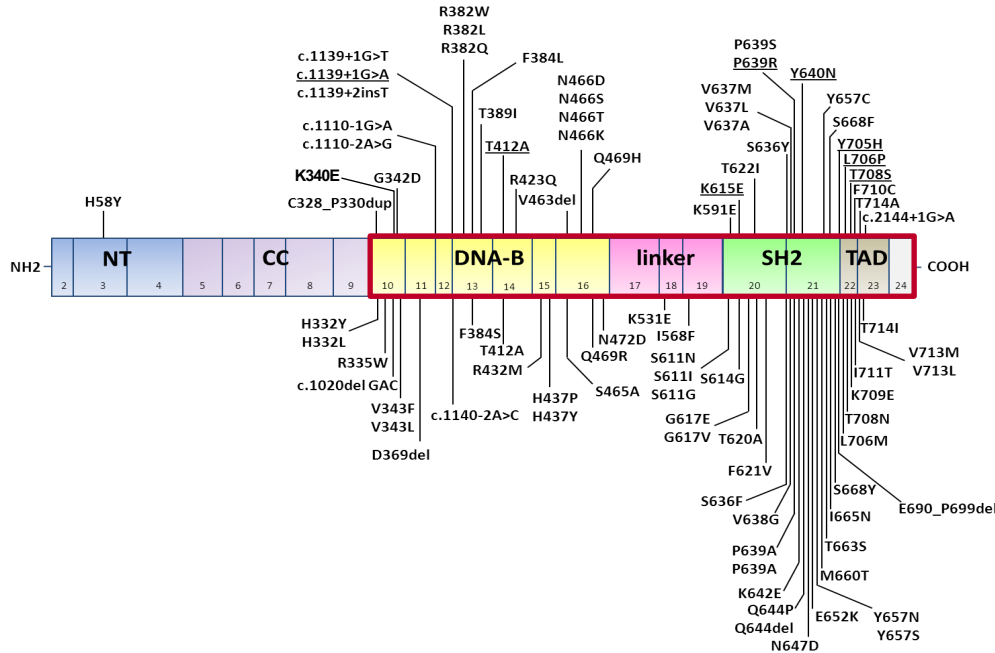 R382W
R382L
R382Q
c.1139+1G>T
c.1139+1G>A
c.1139+2insT
F384L
P639S
P639R
Y640N
N466D
N466S
N466T
N466K
V637M
V637L
V637A
Y657C
S668F
c.1110-1G>A
c.1110-2A>G
T389I
T412A
Q469H
S636Y
Y705H
L706P
T708S
F710C
T714A
c.2144+1G>A
K340E
G342D
R423Q
V463del
T622I
K615E
K591E
H58Y
C328_P330dup
NH2
NT
CC
DNA-B
linker
SH2
TAD
COOH
2
3
4
5
6
7
8
9
10
11
12
13
14
15
16
17
18
19
20
21
22
23
24
H332Y
H332L
R335W
c.1020del GAC
V343F
V343L
D369del
F384S
T412A
R432M
c.1140-2A>C
H437P
H437Y
N472D
Q469R
S465A
K531E
I568F
S611N
S611I
S611G
S614G
G617E
G617V
T620A
F621V
S636F
V638G
P639A
P639A
K642E
Q644P
Q644del
N647D
E652K
Y657N
Y657S
M660T
T663S
I665N
S668Y
E690_P699del
L706M
T708N
K709E
I711T
V713M
V713L
T714I